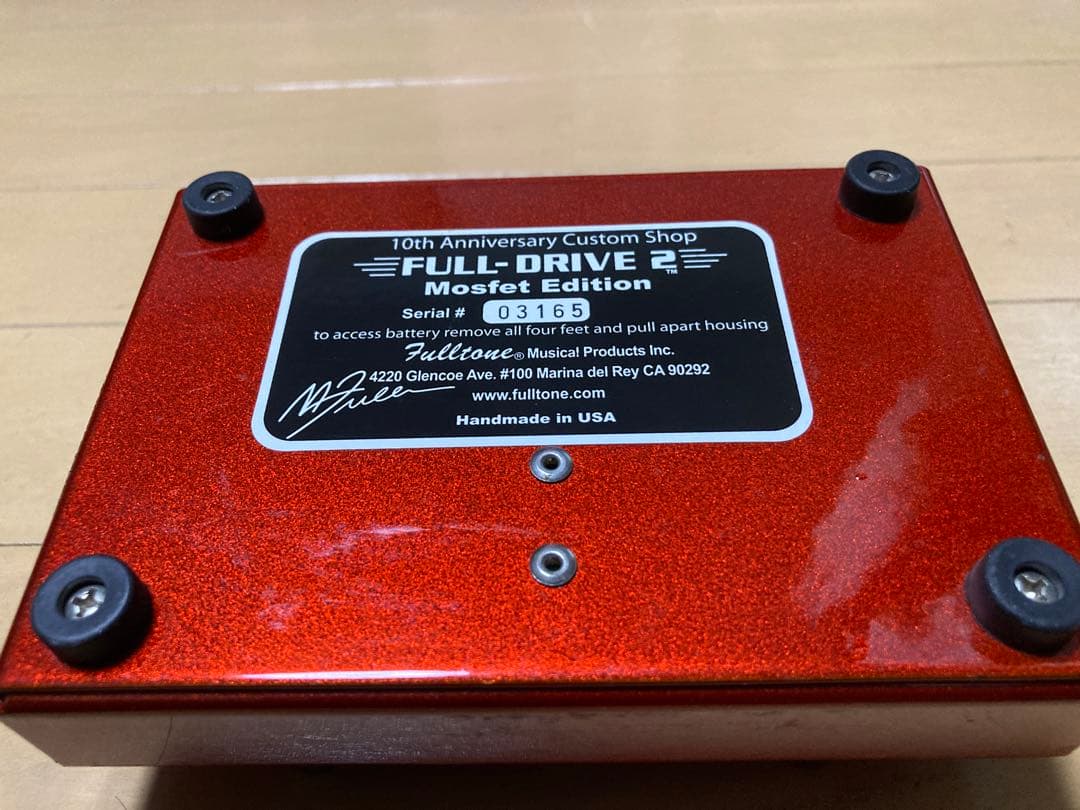 10th Anniversary Custom Shop
FULL-DRIVE 2™
Mosfet Edition
Serial # 03165
to access battery remove all four feet and pull apart housing
Fulltone® Musical Products Inc.
4220 Glencoe Ave. #100 Marina del Rey CA 90292
M Fuller
www.fulltone.com
Handmade in USA